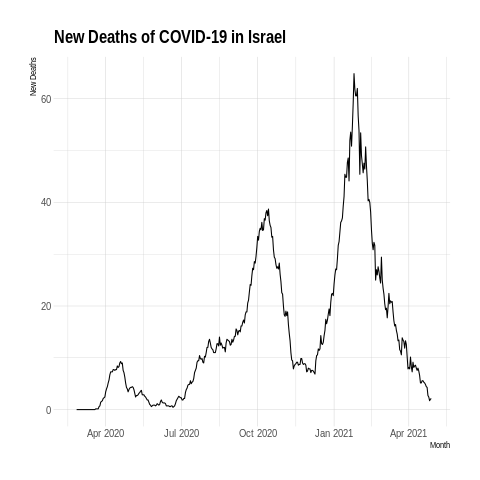 New Deaths of COVID-19 in Israel
New Deaths
60
40
20
0
Apr 2020 Jul 2020 Oct 2020 Jan 2021 Apr 2021
Month